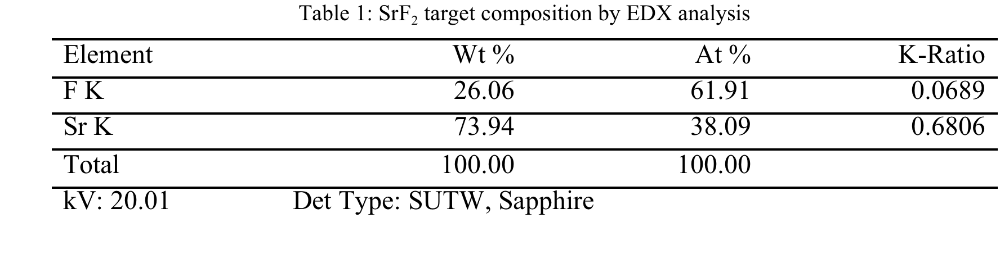 Table 1: SrF₂ target composition by EDX analysis
Element Wt % At % K-Ratio
F K 26.06 61.91 0.0689
Sr K 73.94 38.09 0.6806
Total 100.00 100.00
kV: 20.01 Det Type: SUTW, Sapphire